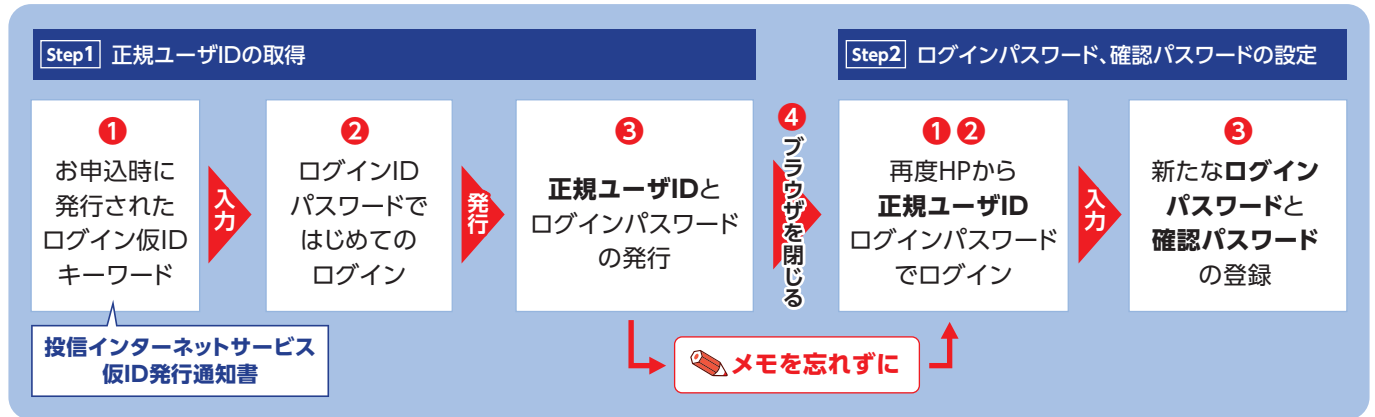 Step1 正規ユーザIDの取得
❶
お申込時に
発行された
ログイン仮ID
キーワード
投信インターネットサービス
仮ID発行通知書
入力
❷
ログインID
パスワードで
はじめての
ログイン
発行
❸
正規ユーザIDと
ログインパスワード
の発行
❹ブラウザを閉じる
メモを忘れずに
Step2 ログインパスワード、確認パスワードの設定
❶❷
再度HPから
正規ユーザID
ログインパスワード
でログイン
入力
❸
新たなログイン
パスワードと
確認パスワード
の登録